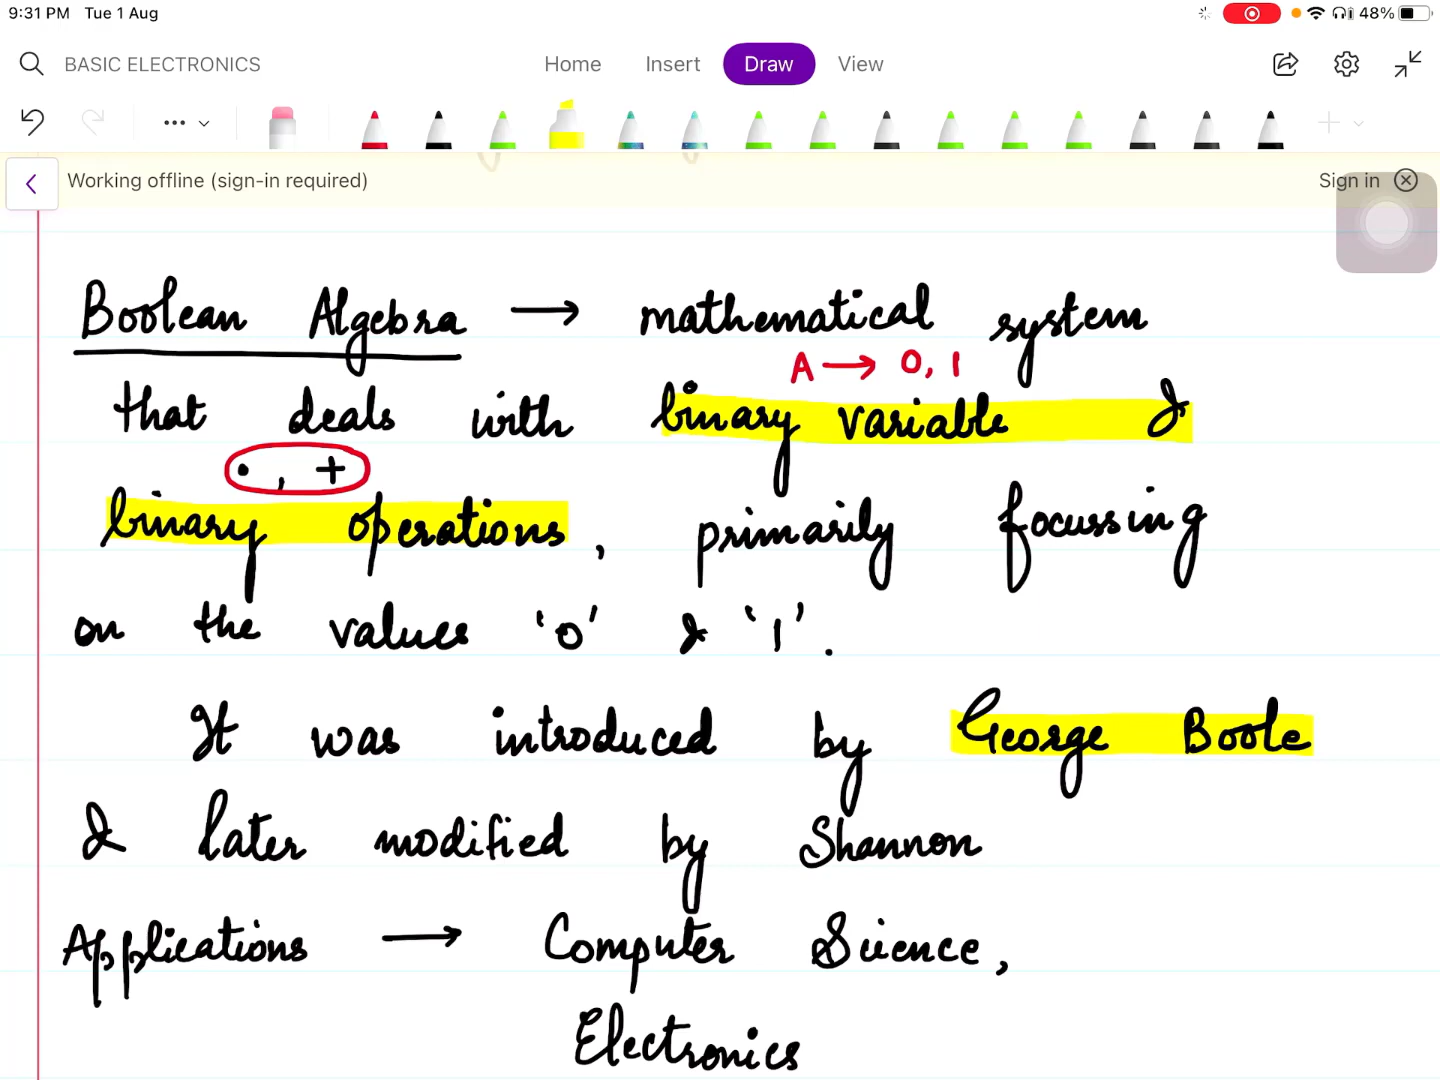 9:31 PM Tue 1 Aug 48%
BASIC ELECTRONICS Home Insert Draw View
Working offline (sign-in required) Sign in
Boolean Algebra → mathematical system
A → 0, 1
that deals with binary variable &
• , +
binary operations, primarily focussing
on the values '0' & '1'.
It was introduced by George Boole
& later modified by Shannon
Applications → Computer Science,
Electronics